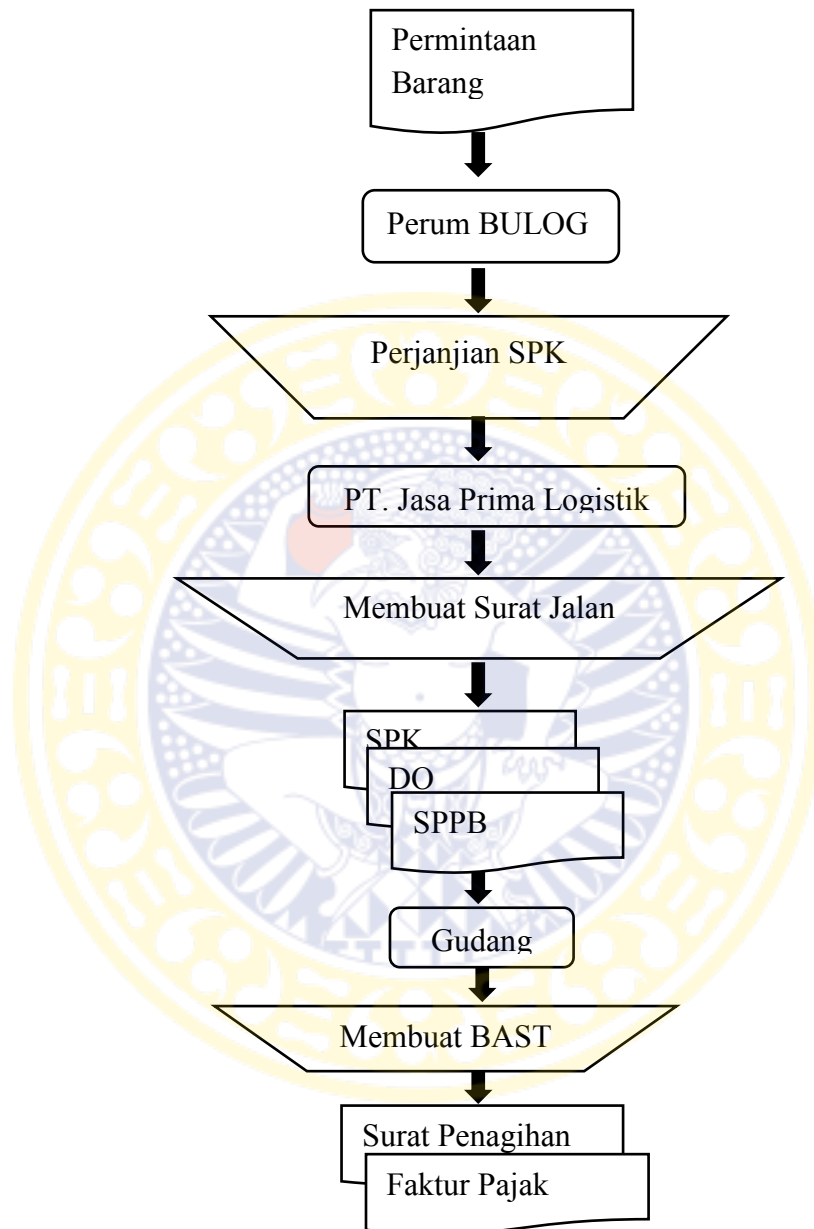 Permintaan
Barang
Perum BULOG
Perjanjian SPK
PT. Jasa Prima Logistik
Membuat Surat Jalan
SPK
DO
SPPB
Gudang
Membuat BAST
Surat Penagihan
Faktur Pajak